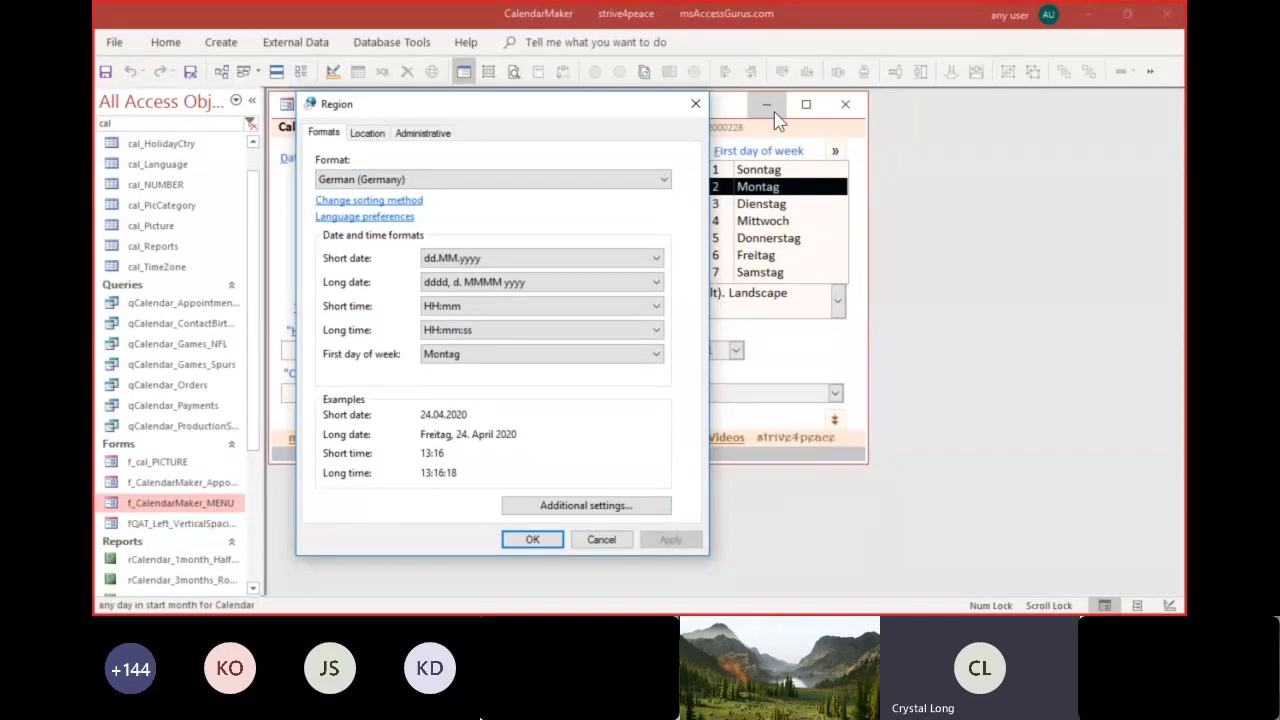 CalendarMaker strive4peace msAccessGurus.com any user AU
File Home Create External Data Database Tools Help Tell me what you want to do
SQL
All Access Obj...
cal
cal_HolidayCtry
cal_Language
cal_NUMBER
cal_PicCategory
cal_Picture
cal_Reports
cal_TimeZone
Queries
qCalendar_Appointmen...
qCalendar_ContactBirt...
qCalendar_Games_NFL
qCalendar_Games_Spurs
qCalendar_Orders
qCalendar_Payments
qCalendar_ProductionS...
Forms
f_cal_PICTURE
f_CalendarMaker_Appo...
f_CalendarMaker_MENU
fQAT_Left_VerticalSpaci...
Reports
rCalendar_1month_Half...
rCalendar_3months_Ro...
Cal
Da
Region
Formats Location Administrative
Format:
German (Germany)
Change sorting method
Language preferences
Date and time formats
Short date: dd.MM.yyyy
Long date: dddd, d. MMMM yyyy
Short time: HH:mm
Long time: HH:mm:ss
First day of week: Montag
Examples
Short date: 24.04.2020
Long date: Freitag, 24. April 2020
Short time: 13:16
Long time: 13:16:18
Additional settings...
OK Cancel Apply
2000228
First day of week »
1 Sonntag
2 Montag
3 Dienstag
4 Mittwoch
5 Donnerstag
6 Freitag
7 Samstag
lt). Landscape
Videos strive4peace
any day in start month for Calendar Num Lock Scroll Lock
+144 KO JS KD CL
Crystal Long